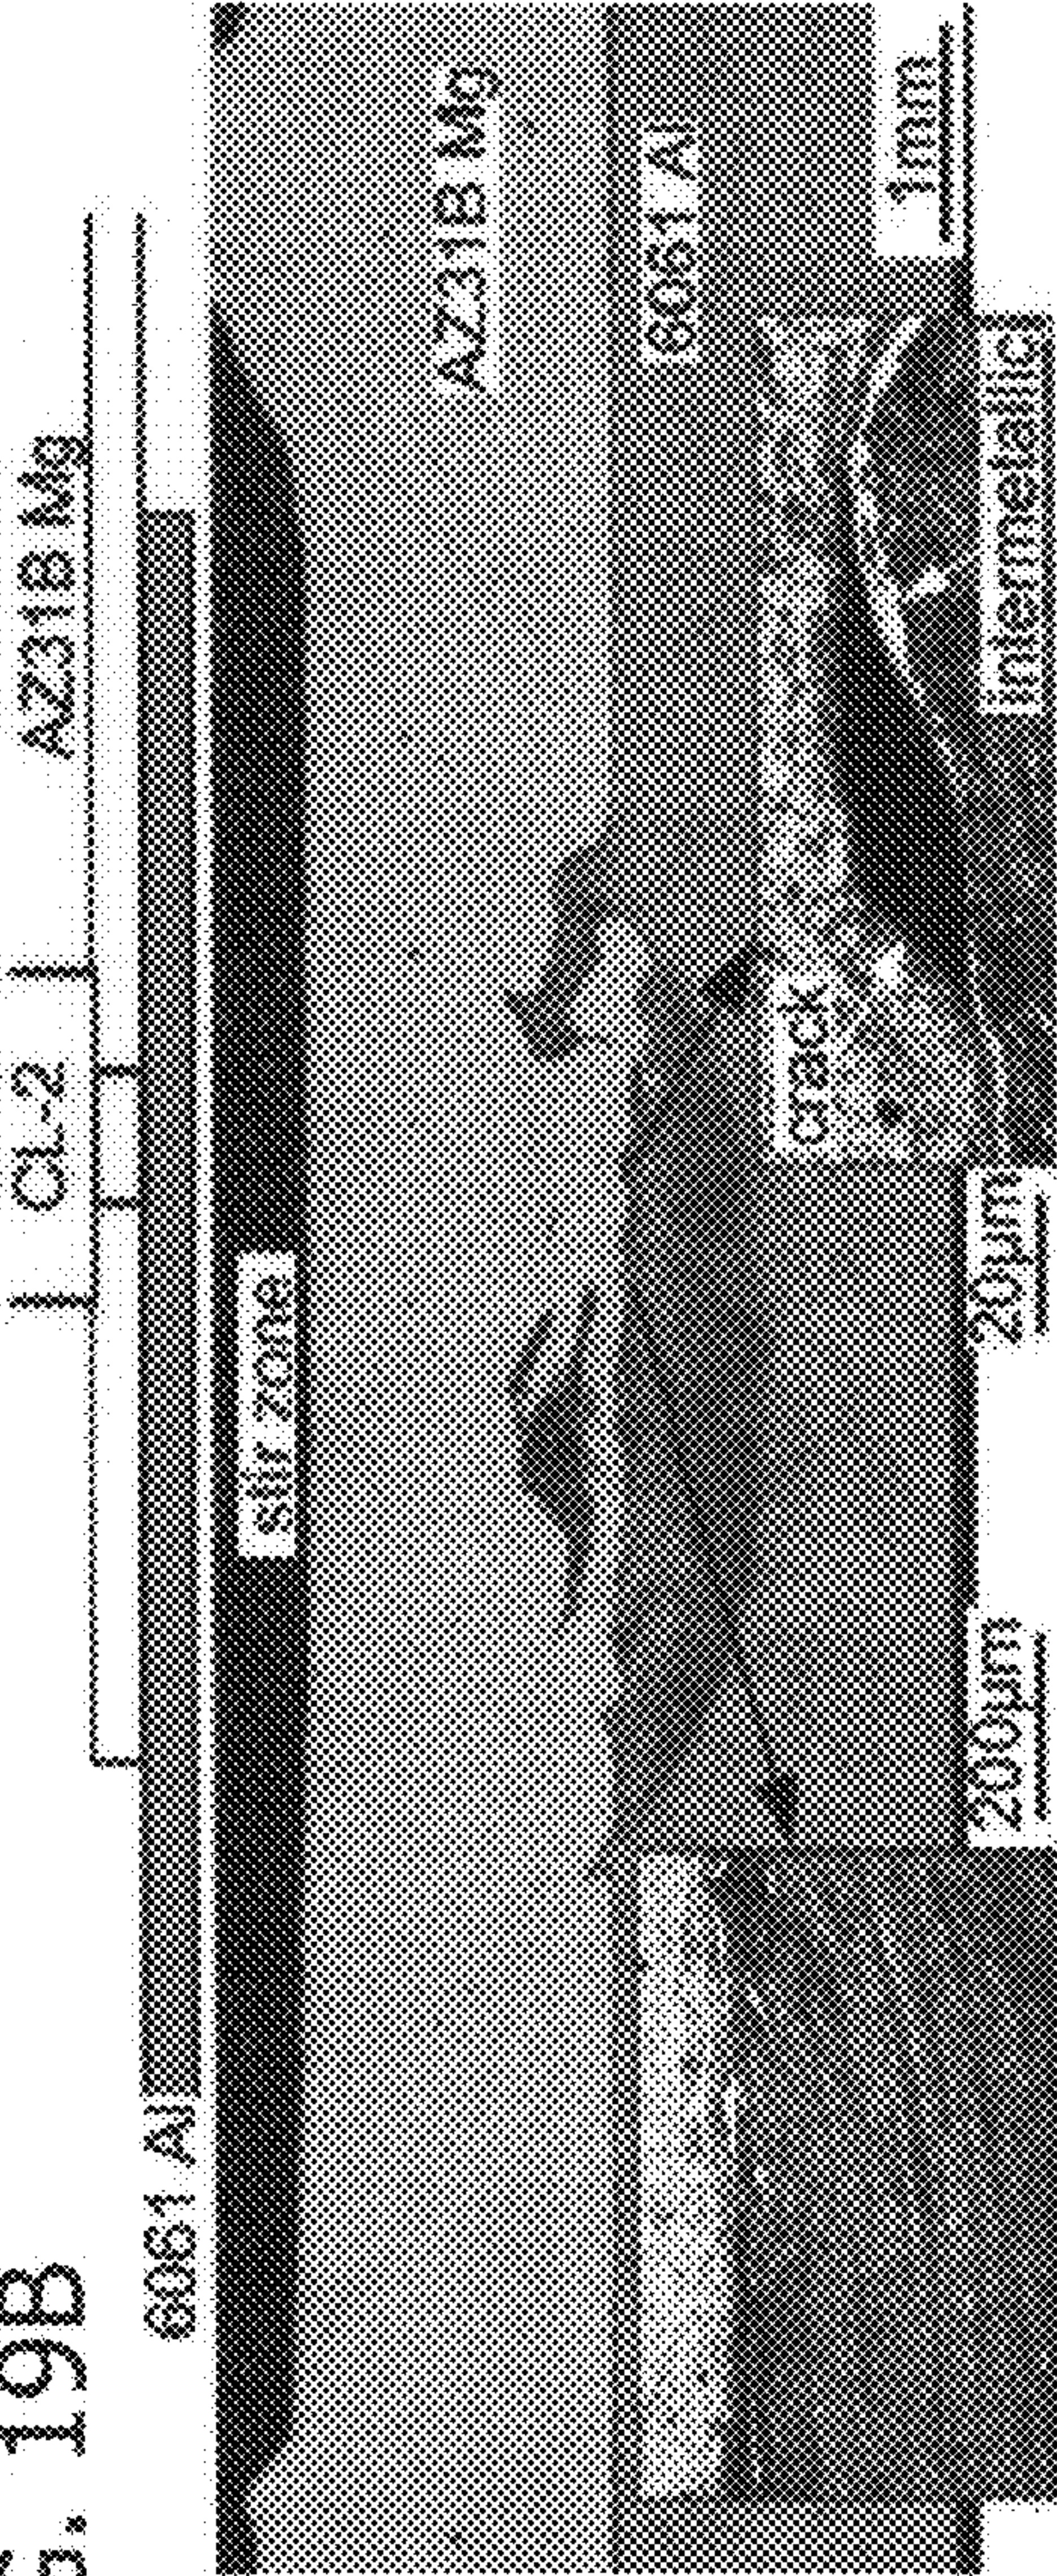 G. 19B
CL-2
AZ31B Mg
6061 Al
Stir zone
AZ31B Mg
6061 Al
crack
1mm
200μm
20μm
intermetallic